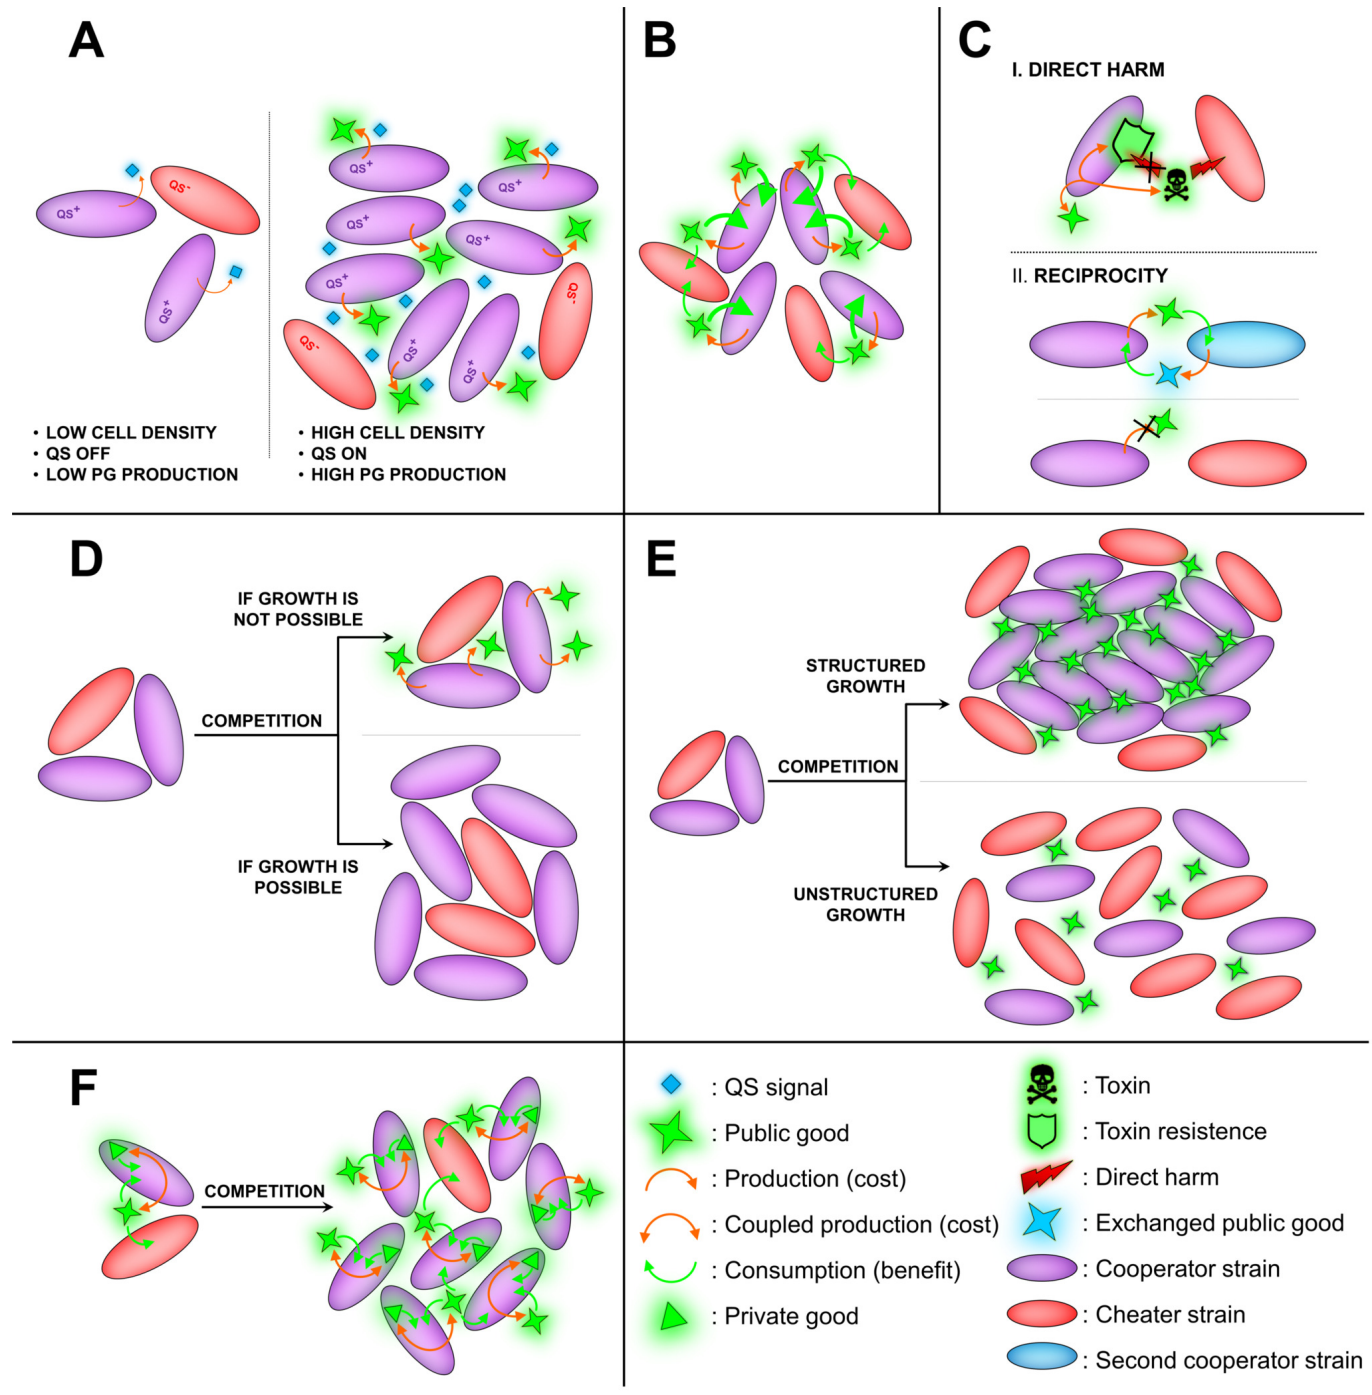 A
QS⁺
QS⁻
QS⁺
QS⁺
QS⁺
QS⁺
QS⁺
QS⁺
QS⁺
QS⁺
QS⁻
QS⁻
• LOW CELL DENSITY
• QS OFF
• LOW PG PRODUCTION
• HIGH CELL DENSITY
• QS ON
• HIGH PG PRODUCTION
B
C
I. DIRECT HARM
II. RECIPROCITY
D
IF GROWTH IS
NOT POSSIBLE
COMPETITION
IF GROWTH IS
POSSIBLE
E
STRUCTURED
GROWTH
COMPETITION
UNSTRUCTURED
GROWTH
F
COMPETITION
: QS signal
: Public good
: Production (cost)
: Coupled production (cost)
: Consumption (benefit)
: Private good
: Toxin
: Toxin resistence
: Direct harm
: Exchanged public good
: Cooperator strain
: Cheater strain
: Second cooperator strain